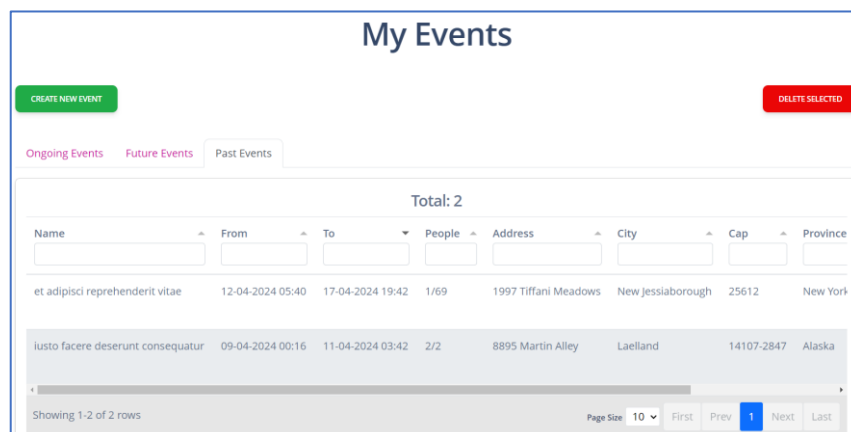 My Events
CREATE NEW EVENT DELETE SELECTED
Ongoing Events Future Events Past Events
Total: 2
Name From To People Address City Cap Province
et adipisci reprehenderit vitae 12-04-2024 05:40 17-04-2024 19:42 1/69 1997 Tiffani Meadows New Jessiaborough 25612 New York
iusto facere deserunt consequatur 09-04-2024 00:16 11-04-2024 03:42 2/2 8895 Martin Alley Laelland 14107-2847 Alaska
Showing 1-2 of 2 rows Page Size 10 First Prev 1 Next Last